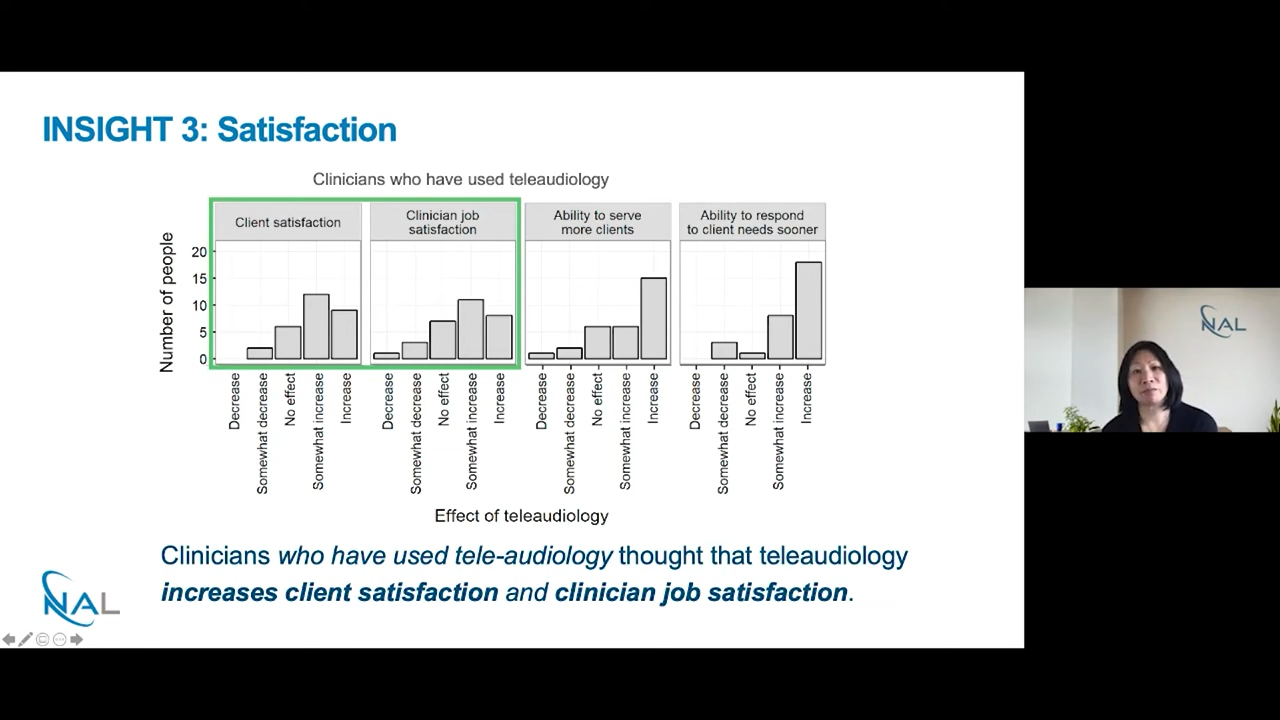 INSIGHT 3: Satisfaction
Clinicians who have used teleaudiology
Client satisfaction
Clinician job
satisfaction
Ability to serve
more clients
Ability to respond
to client needs sooner
Number of people
20
15
10
5
0
Decrease
Somewhat decrease
No effect
Somewhat increase
Increase
Decrease
Somewhat decrease
No effect
Somewhat increase
Increase
Decrease
Somewhat decrease
No effect
Somewhat increase
Increase
Decrease
Somewhat decrease
No effect
Somewhat increase
Increase
Effect of teleaudiology
Clinicians who have used tele-audiology thought that teleaudiology
increases client satisfaction and clinician job satisfaction.
NAL
NAL